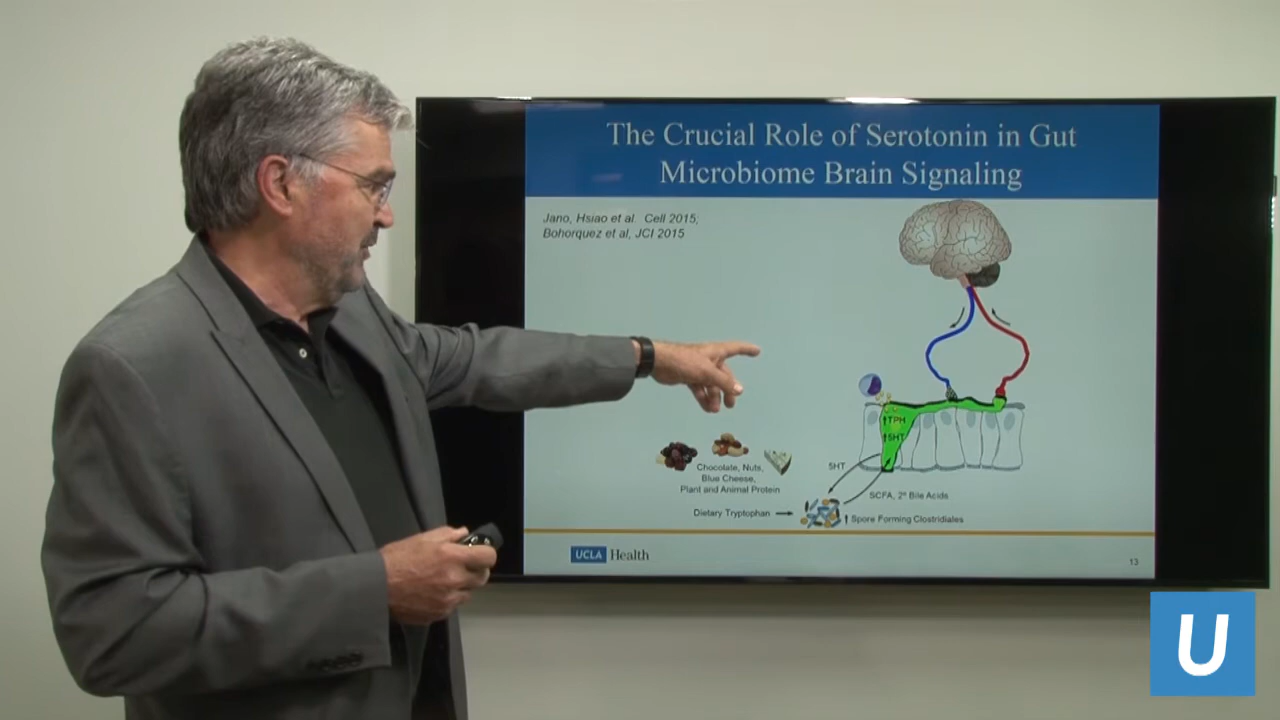 The Crucial Role of Serotonin in Gut
Microbiome Brain Signaling
Jano, Hsiao et al. Cell 2015;
Bohorquez et al, JCI 2015
↑TPH
↑5HT
5HT
Chocolate, Nuts,
Blue Cheese,
Plant and Animal Protein
SCFA, 2º Bile Acids
Dietary Tryptophan
↑ Spore Forming Clostridiales
UCLA Health
13
U